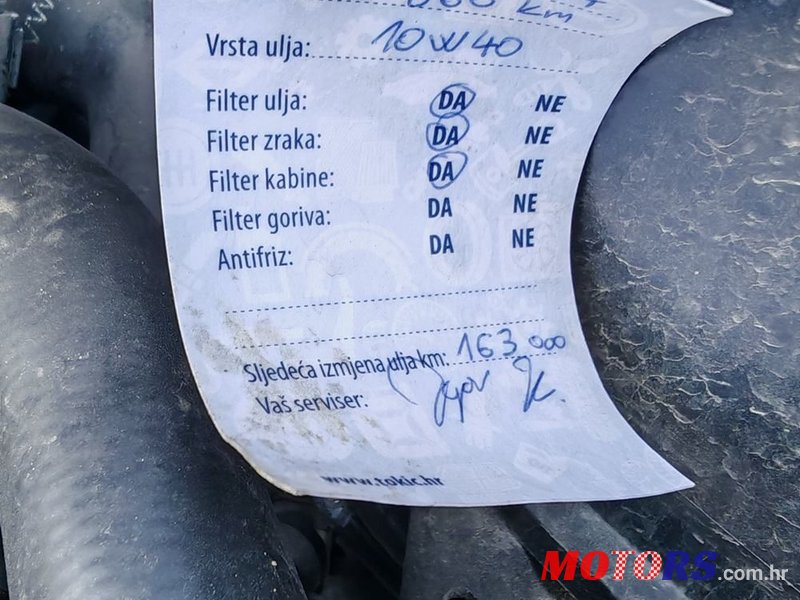 km
Vrsta ulja: 10W40
Filter ulja: DA NE
Filter zraka: DA NE
Filter kabine: DA NE
Filter goriva: DA NE
Antifriz: DA NE
Sljedeća izmjena ulja km: 163 000
Vaš serviser:
www.tokic.hr
MOTORS.com.hr